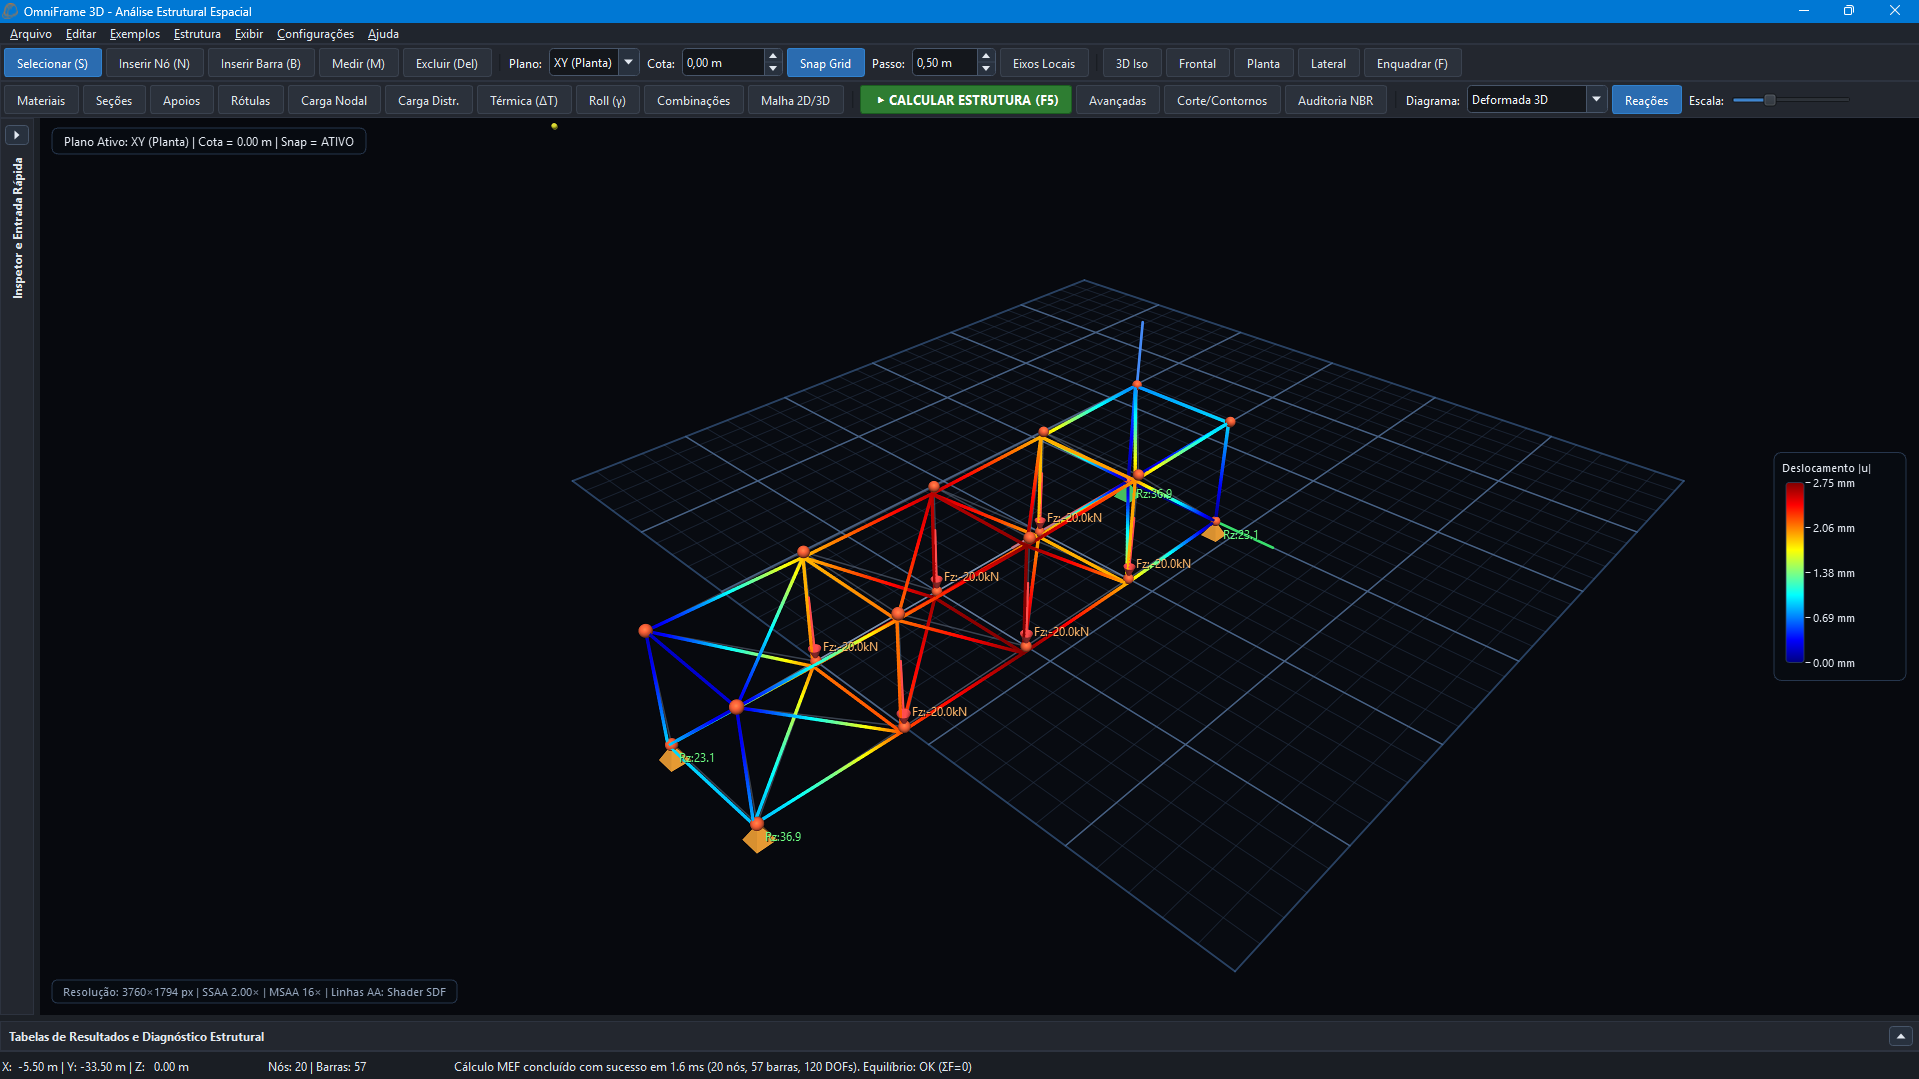 OmniFrame 3D - Análise Estrutural Espacial
Arquivo Editar Exemplos Estrutura Exibir Configurações Ajuda
Selecionar (S) Inserir Nó (N) Inserir Barra (B) Medir (M) Excluir (Del) Plano: XY (Planta) Cota: 0,00 m Snap Grid Passo: 0,50 m Eixos Locais 3D Iso Frontal Planta Lateral Enquadrar (F)
Materiais Seções Apoios Rótulas Carga Nodal Carga Distr. Térmica (ΔT) Roll (γ) Combinações Malha 2D/3D CALCULAR ESTRUTURA (F5) Avançadas Corte/Contornos Auditoria NBR Diagrama: Deformada 3D Reações Escala:
Inspetor e Entrada Rápida
Plano Ativo: XY (Planta) | Cota = 0.00 m | Snap = ATIVO
Rz:36.9
Fz:-20.0kN
Rz:23.1
Fz:-20.0kN
Fz:-20.0kN
Fz:-20.0kN
Fz:-20.0kN
Fz:-20.0kN
Rz:23.1
Rz:36.9
Deslocamento |u|
2.75 mm
2.06 mm
1.38 mm
0.69 mm
0.00 mm
Resolução: 3760×1794 px | SSAA 2.00× | MSAA 16× | Linhas AA: Shader SDF
Tabelas de Resultados e Diagnóstico Estrutural
X: -5.50 m | Y: -33.50 m | Z: 0.00 m Nós: 20 | Barras: 57 Cálculo MEF concluído com sucesso em 1.6 ms (20 nós, 57 barras, 120 DOFs). Equilíbrio: OK (ΣF=0)